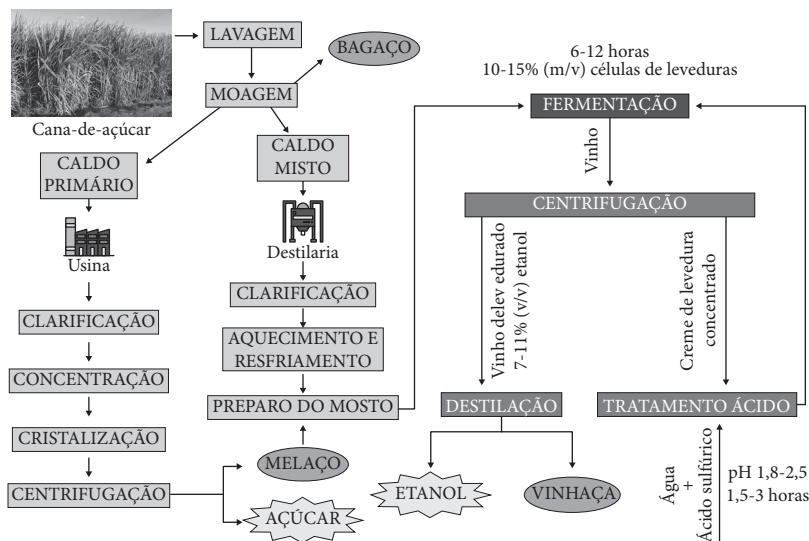 LAVAGEM
BAGAÇO
MOAGEM
Cana-de-açúcar
CALDO
PRIMÁRIO
Usina
CLARIFICAÇÃO
CONCENTRAÇÃO
CRISTALIZAÇÃO
CENTRIFUGAÇÃO
CALDO
MISTO
Destilaria
CLARIFICAÇÃO
AQUECIMENTO E
RESFRIAMENTO
PREPARO DO MOSTO
MELAÇO
AÇÚCAR
6-12 horas
10-15% (m/v) células de leveduras
FERMENTAÇÃO
Vinho
CENTRIFUGAÇÃO
Vinho delev edurado
7-11% (v/v) etanol
Creme de levedura
concentrado
DESTILAÇÃO
TRATAMENTO ÁCIDO
ETANOL
VINHAÇA
Água
+
Ácido sulfúrico
pH 1,8-2,5
1,5-3 horas